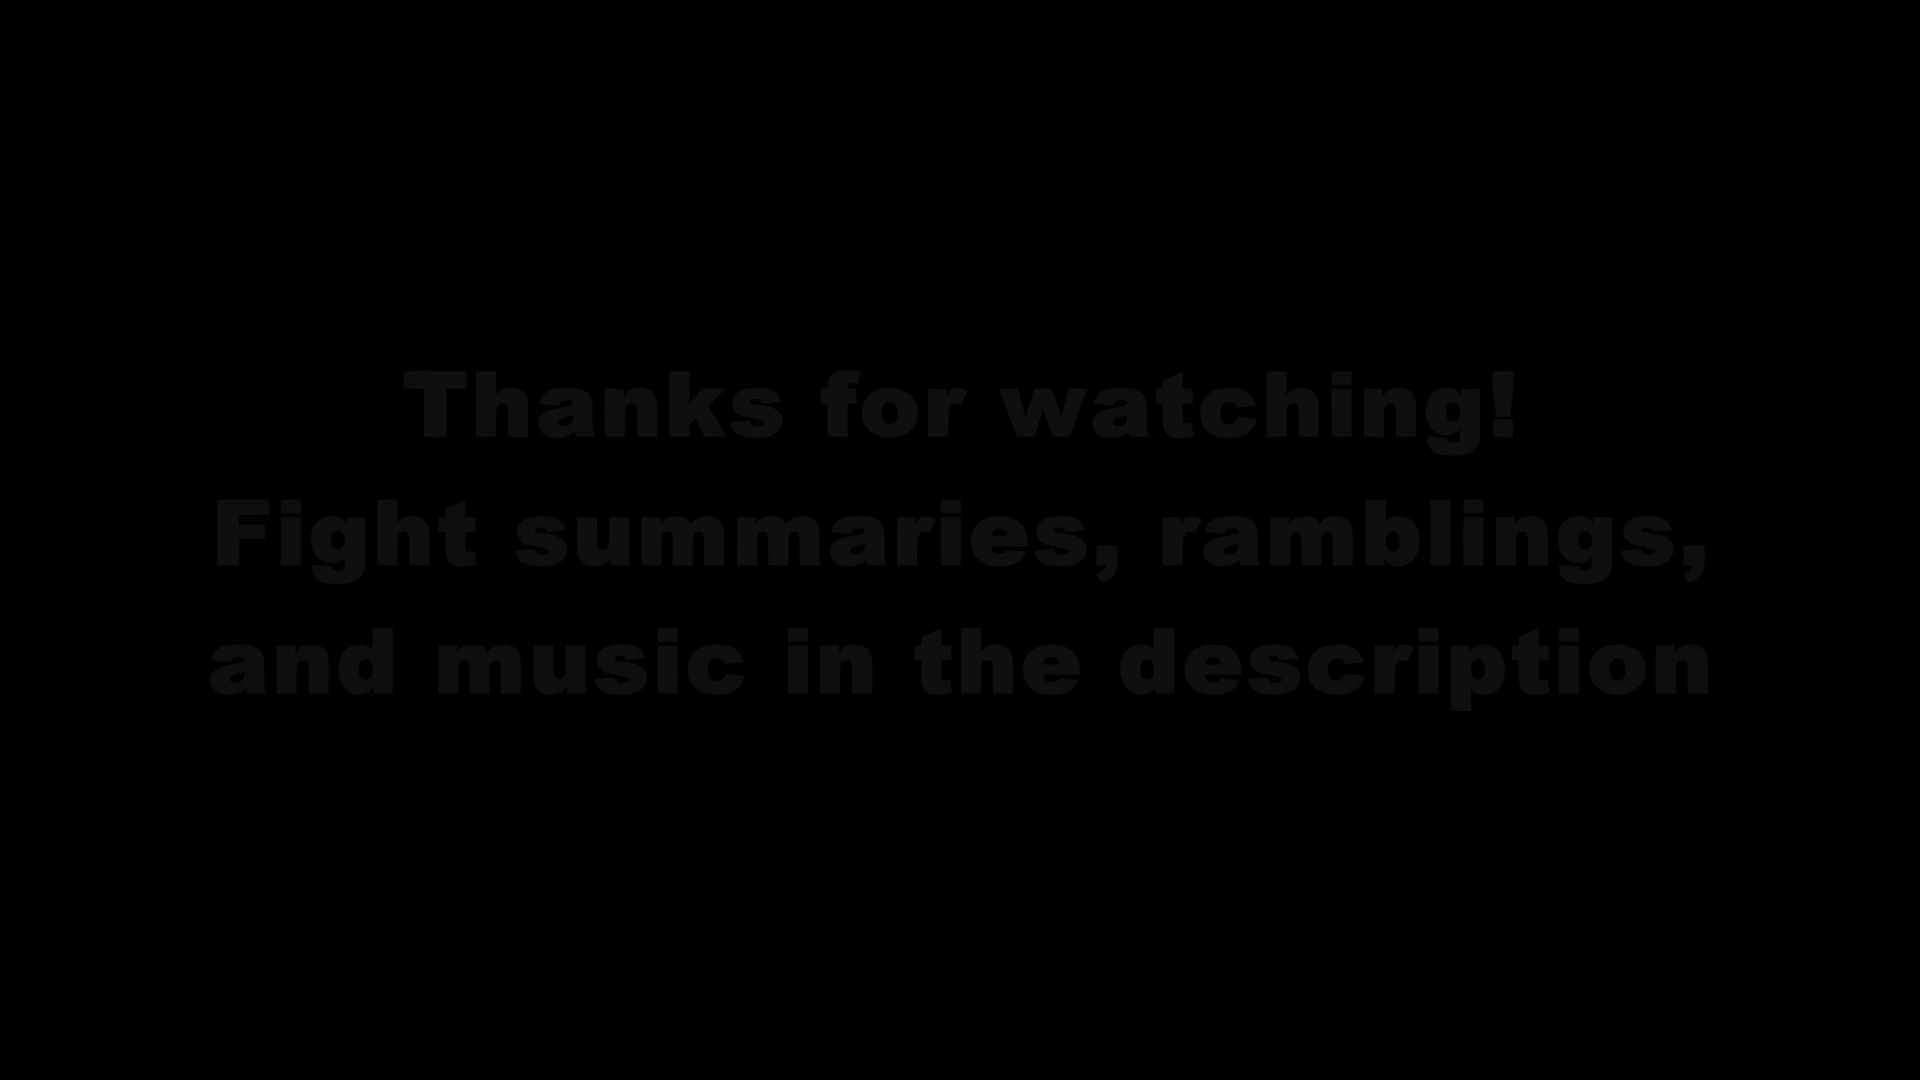 Thanks for watching!
Fight summaries, ramblings,
and music in the description